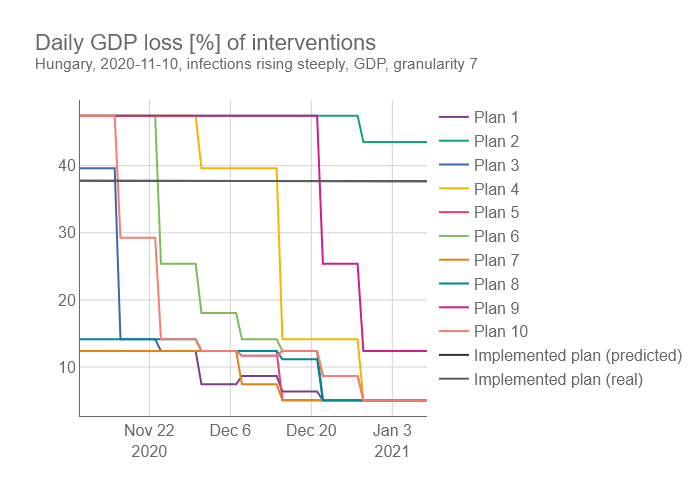 Daily GDP loss [%] of interventions
Hungary, 2020-11-10, infections rising steeply, GDP, granularity 7
40
30
20
10
Nov 22
2020
Dec 6
Dec 20
Jan 3
2021
Plan 1
Plan 2
Plan 3
Plan 4
Plan 5
Plan 6
Plan 7
Plan 8
Plan 9
Plan 10
Implemented plan (predicted)
Implemented plan (real)